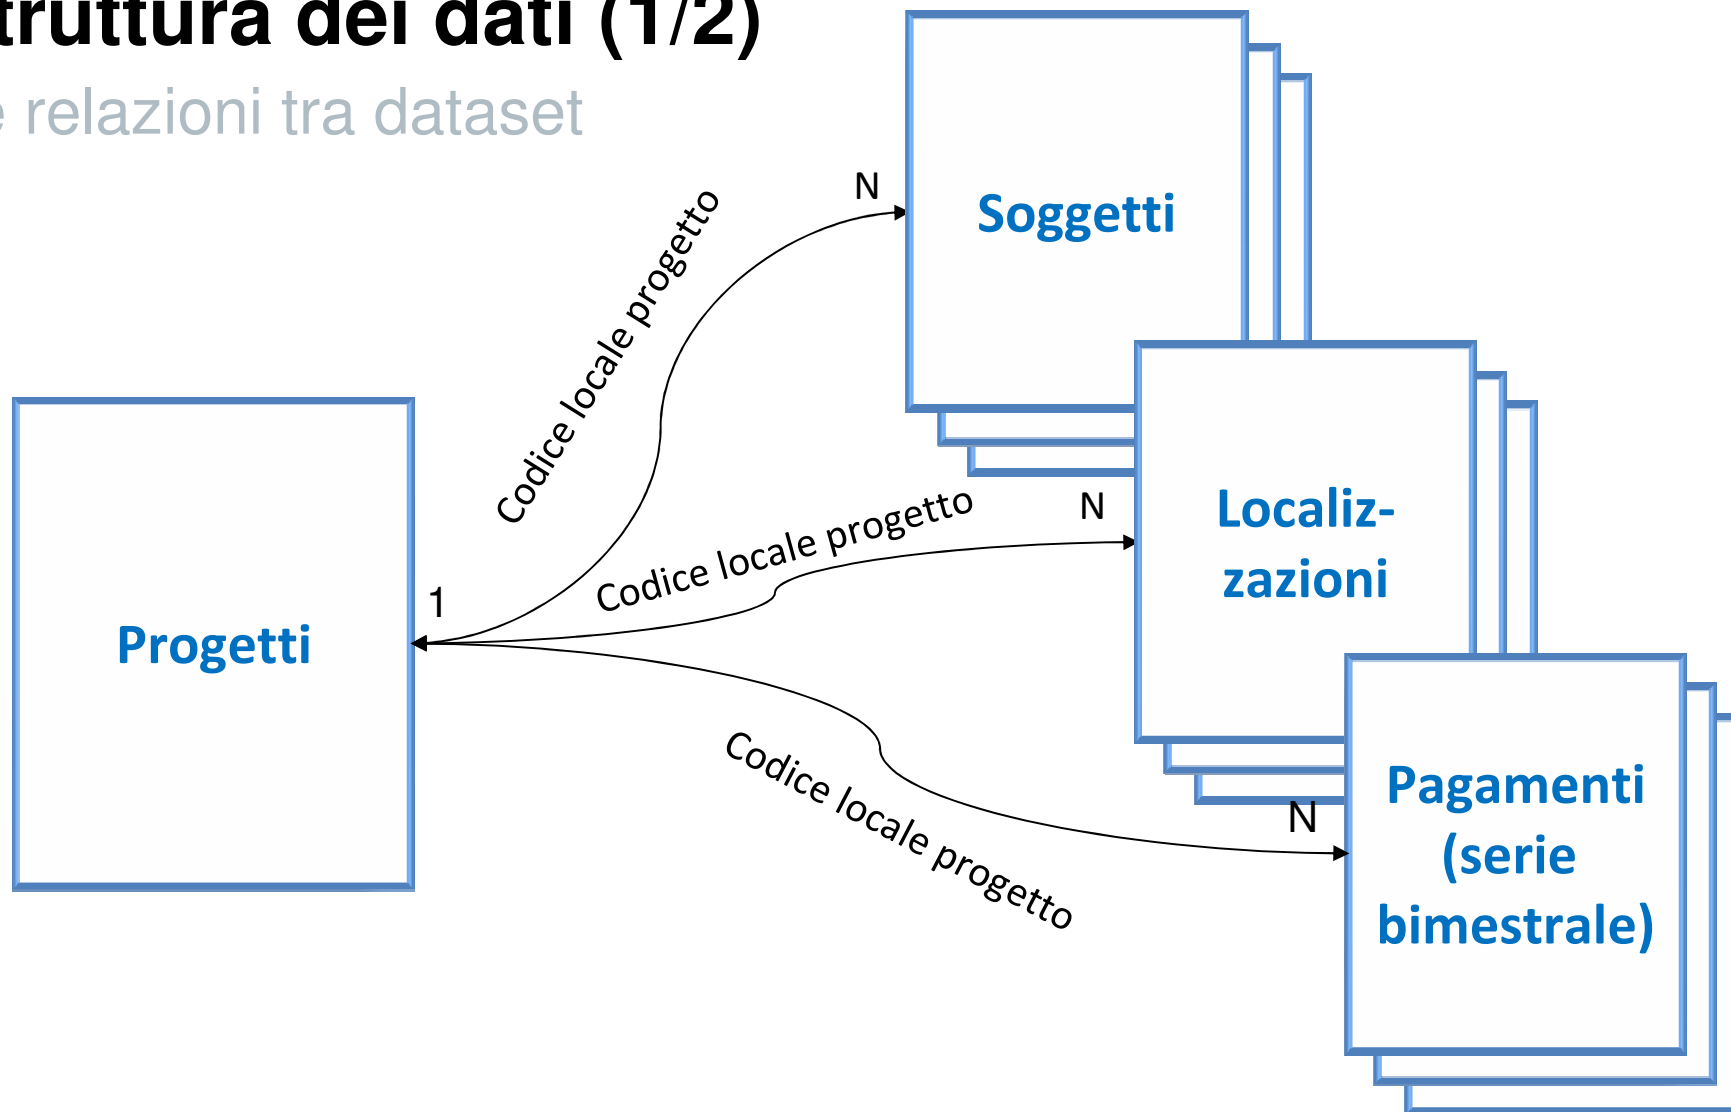 truttura dei dati (1/2)
e relazioni tra dataset
N
Soggetti
Codice locale progetto
N
Localiz-
zazioni
Codice locale progetto
1
Progetti
Codice locale progetto
N
Pagamenti
(serie
bimestrale)